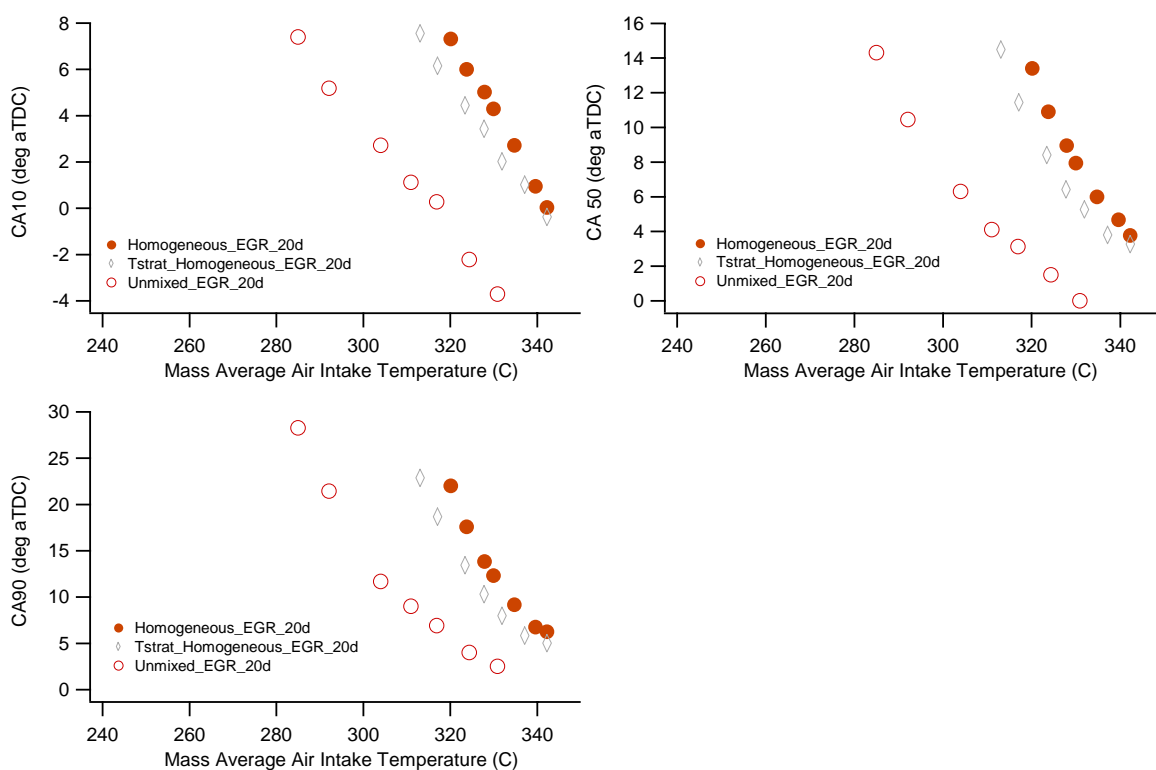 8
6
4
2
0
-2
-4
CA10 (deg aTDC)
Homogeneous_EGR_20d
Tstrat_Homogeneous_EGR_20d
Unmixed_EGR_20d
240 260 280 300 320 340
Mass Average Air Intake Temperature (C)
16
14
12
10
8
6
4
2
0
CA 50 (deg aTDC)
Homogeneous_EGR_20d
Tstrat_Homogeneous_EGR_20d
Unmixed_EGR_20d
240 260 280 300 320 340
Mass Average Air Intake Temperature (C)
30
25
20
15
10
5
0
CA90 (deg aTDC)
Homogeneous_EGR_20d
Tstrat_Homogeneous_EGR_20d
Unmixed_EGR_20d
240 260 280 300 320 340
Mass Average Air Intake Temperature (C)